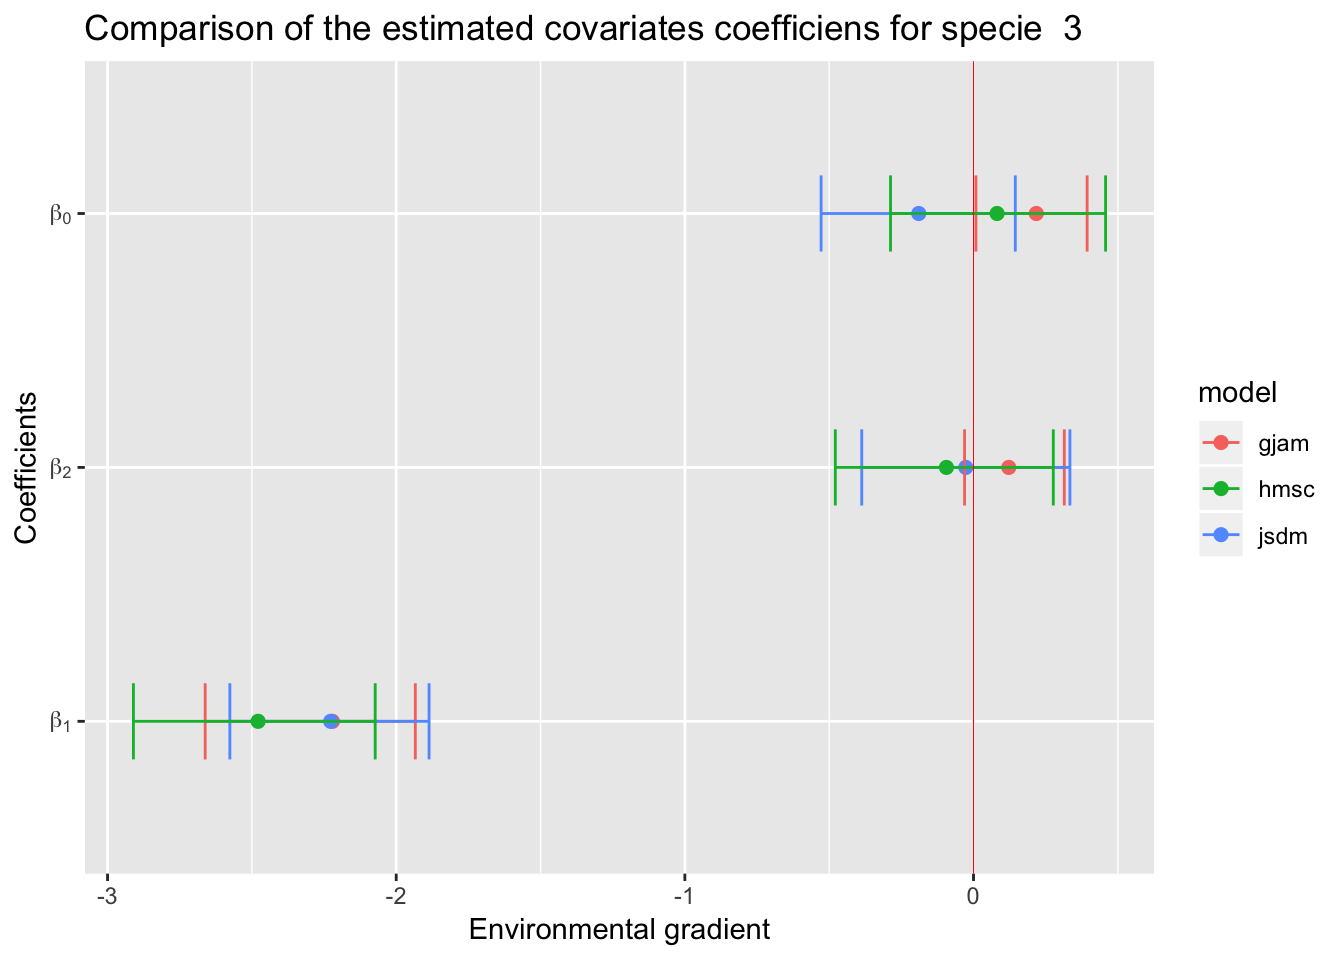 Comparison of the estimated covariates coefficiens for specie  3
Coefficients
β0
β2
β1
-3 -2 -1 0
Environmental gradient
model
gjam
hmsc
jsdm